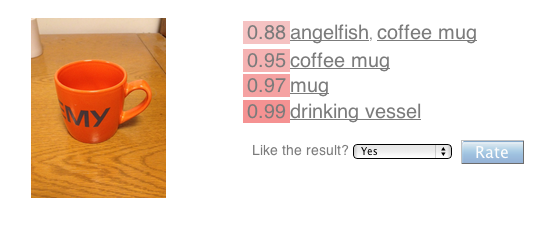 EMY
0.88 angelfish, coffee mug
0.95 coffee mug
0.97 mug
0.99 drinking vessel
Like the result? Yes Rate